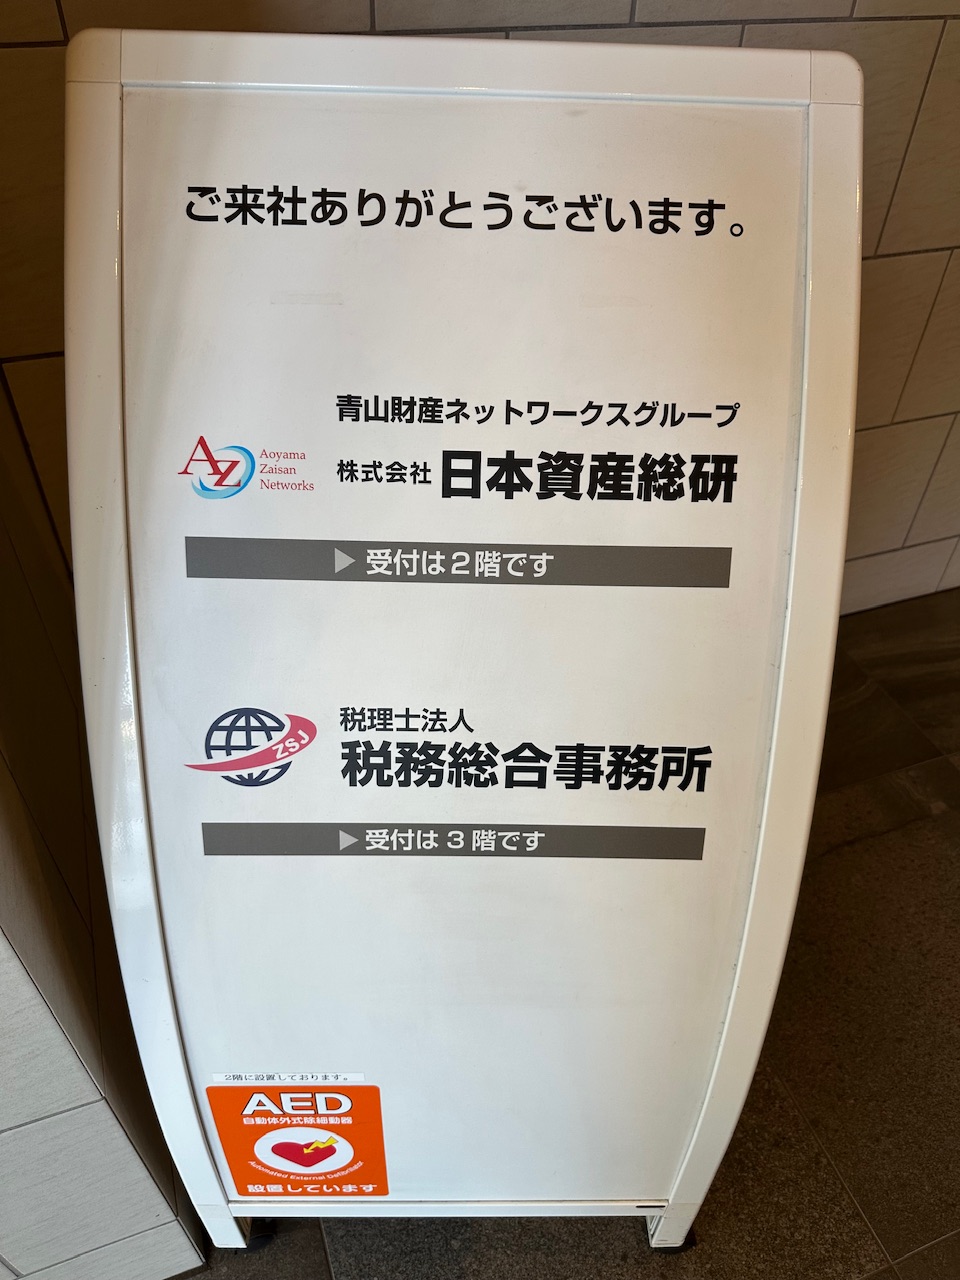 ご来社ありがとうございます。
青山財産ネットワークスグループ
AZ
Aoyama
Zaisan
Networks
株式会社 日本資産総研
▶ 受付は2階です
ZSJ
税理士法人
税務総合事務所
▶ 受付は3階です
2階に設置しております。
AED
自動体外式除細動器
Automated External Defibrillator
設置しています